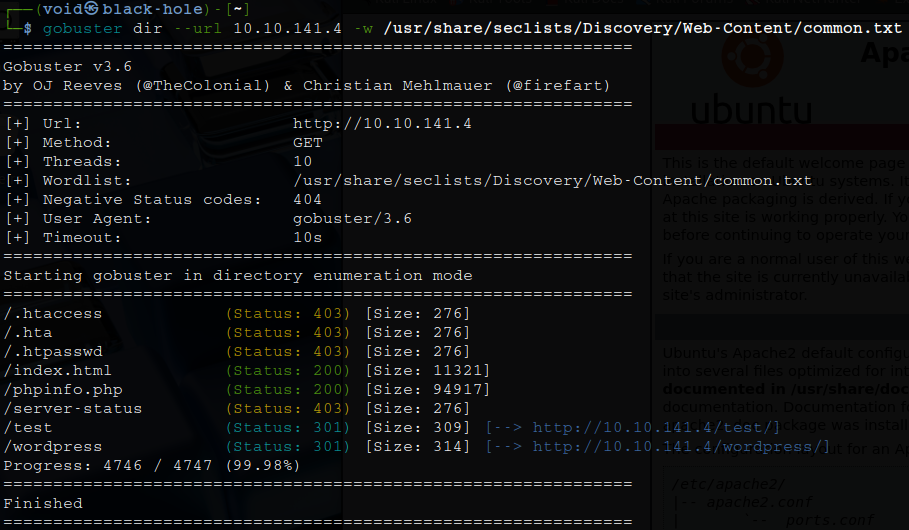 ┌──(void㉿black-hole)-[~]
└─$ gobuster dir --url 10.10.141.4 -w /usr/share/seclists/Discovery/Web-Content/common.txt
===============================================================
Gobuster v3.6
by OJ Reeves (@TheColonial) & Christian Mehlmauer (@firefart)
===============================================================
[+] Url:                     http://10.10.141.4
[+] Method:                  GET
[+] Threads:                 10
[+] Wordlist:                /usr/share/seclists/Discovery/Web-Content/common.txt
[+] Negative Status codes:   404
[+] User Agent:              gobuster/3.6
[+] Timeout:                 10s
===============================================================
Starting gobuster in directory enumeration mode
===============================================================
/.htaccess            (Status: 403) [Size: 276]
/.hta                 (Status: 403) [Size: 276]
/.htpasswd            (Status: 403) [Size: 276]
/index.html           (Status: 200) [Size: 11321]
/phpinfo.php          (Status: 200) [Size: 94917]
/server-status        (Status: 403) [Size: 276]
/test                 (Status: 301) [Size: 309] [--> http://10.10.141.4/test/]
/wordpress            (Status: 301) [Size: 314] [--> http://10.10.141.4/wordpress/]
Progress: 4746 / 4747 (99.98%)
===============================================================
Finished
===============================================================
Apa
ubuntu
This is the default welcome page
systems. It
Apache packaging is derived. If yo
at this site is working properly. Yo
before continuing to operate your
If you are a normal user of this we
that the site is currently unavaila
site's administrator.
Ubuntu's Apache2 default configu
into several files optimized for int
documented in /usr/share/doc
documentation. Documentation f
package was install
out for an Ap
/etc/apache2/
|-- apache2.conf
|       `-- ports.conf